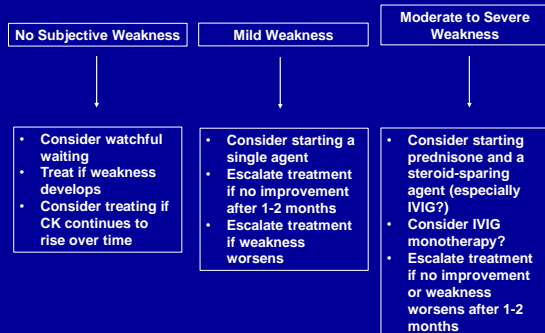 No Subjective Weakness
Mild Weakness
Moderate to Severe
Weakness
• Consider watchful
waiting
• Treat if weakness
develops
• Consider treating if
CK continues to
rise over time
• Consider starting a
single agent
• Escalate treatment
if no improvement
after 1-2 months
• Escalate treatment
if weakness
worsens
• Consider starting
prednisone and a
steroid-sparing
agent (especially
IVIG?)
• Consider IVIG
monotherapy?
• Escalate treatment
if no improvement
or weakness
worsens after 1-2
months